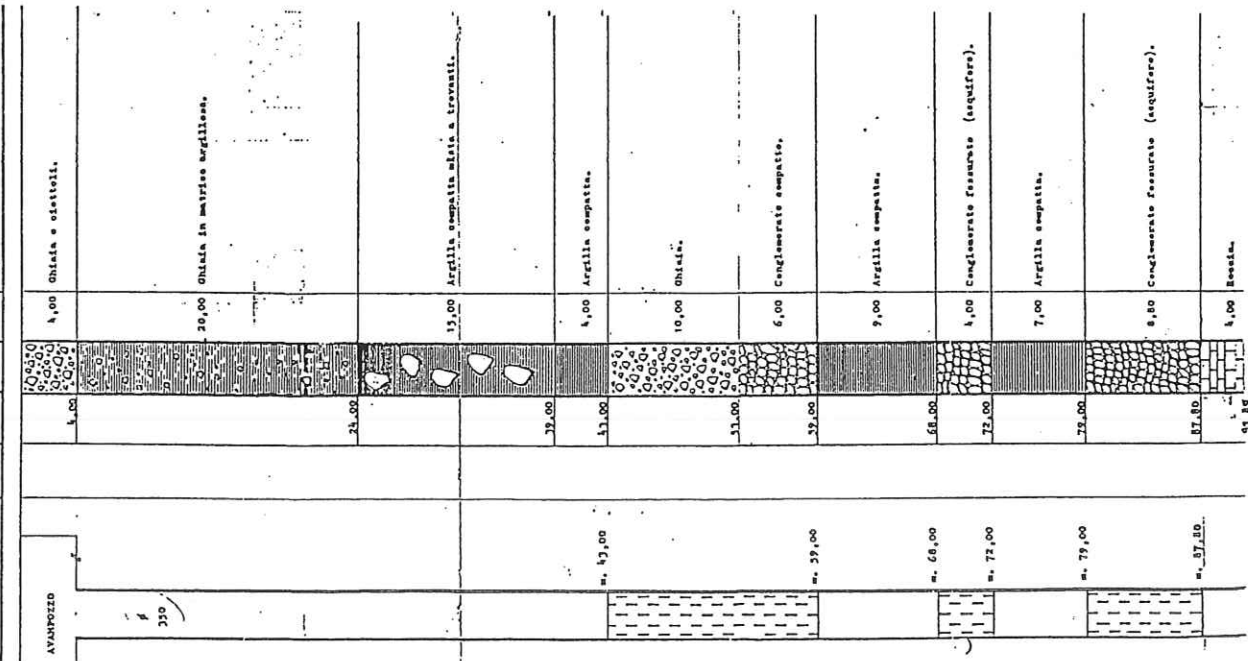 4,00 Ghiaia e ciottoli.
20,00 Ghiaia in matrice argillosa.
15,00 Argilla compatta mista a trovanti.
4,00 Argilla compatta.
10,00 Ghiaia.
6,00 Conglomerato compatto.
9,00 Argilla compatta.
4,00 Conglomerato fessurato (acquifero).
7,00 Argilla compatta.
8,80 Conglomerato fessurato (acquifero).
4,00
4,00
24,00
39,00
43,00
53,00
59,00
68,00
72,00
79,00
87,80
AVAMPOZZO
ø 350
m. 43,00
m. 59,00
m. 68,00
m. 72,00
m. 79,00
m. 87,80